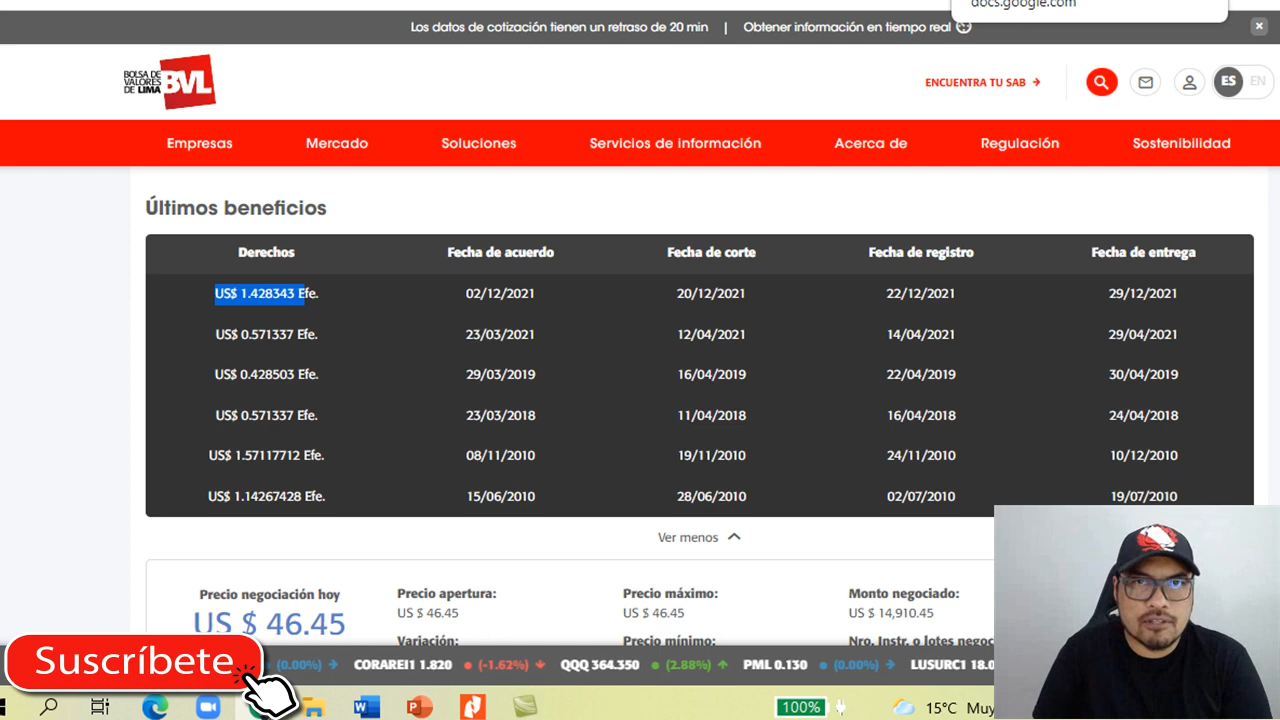 docs.google.com
Los datos de cotización tienen un retraso de 20 min | Obtener información en tiempo real
BOLSA DE
VALORES
DE LIMA
BVL
ENCUENTRA TU SAB
ES EN
Empresas Mercado Soluciones Servicios de información Acerca de Regulación Sostenibilidad
Últimos beneficios
Derechos Fecha de acuerdo Fecha de corte Fecha de registro Fecha de entrega
US$ 1.428343 Efe. 02/12/2021 20/12/2021 22/12/2021 29/12/2021
US$ 0.571337 Efe. 23/03/2021 12/04/2021 14/04/2021 29/04/2021
US$ 0.428503 Efe. 29/03/2019 16/04/2019 22/04/2019 30/04/2019
US$ 0.571337 Efe. 23/03/2018 11/04/2018 16/04/2018 24/04/2018
US$ 1.57117712 Efe. 08/11/2010 19/11/2010 24/11/2010 10/12/2010
US$ 1.14267428 Efe. 15/06/2010 28/06/2010 02/07/2010 19/07/2010
Ver menos
Precio negociación hoy Precio apertura: Precio máximo: Monto negociado:
US $ 46.45 US $ 46.45 US $ 46.45 US $ 14,910.45
Variación: Precio mínimo: Nro. Instr. o lotes negoc
Suscríbete
(0.00%) CORAREI1 1.820 (-1.62%) QQQ 364.350 (2.88%) PML 0.130 (0.00%) LUSURC1 18.0
100% 15°C Muy